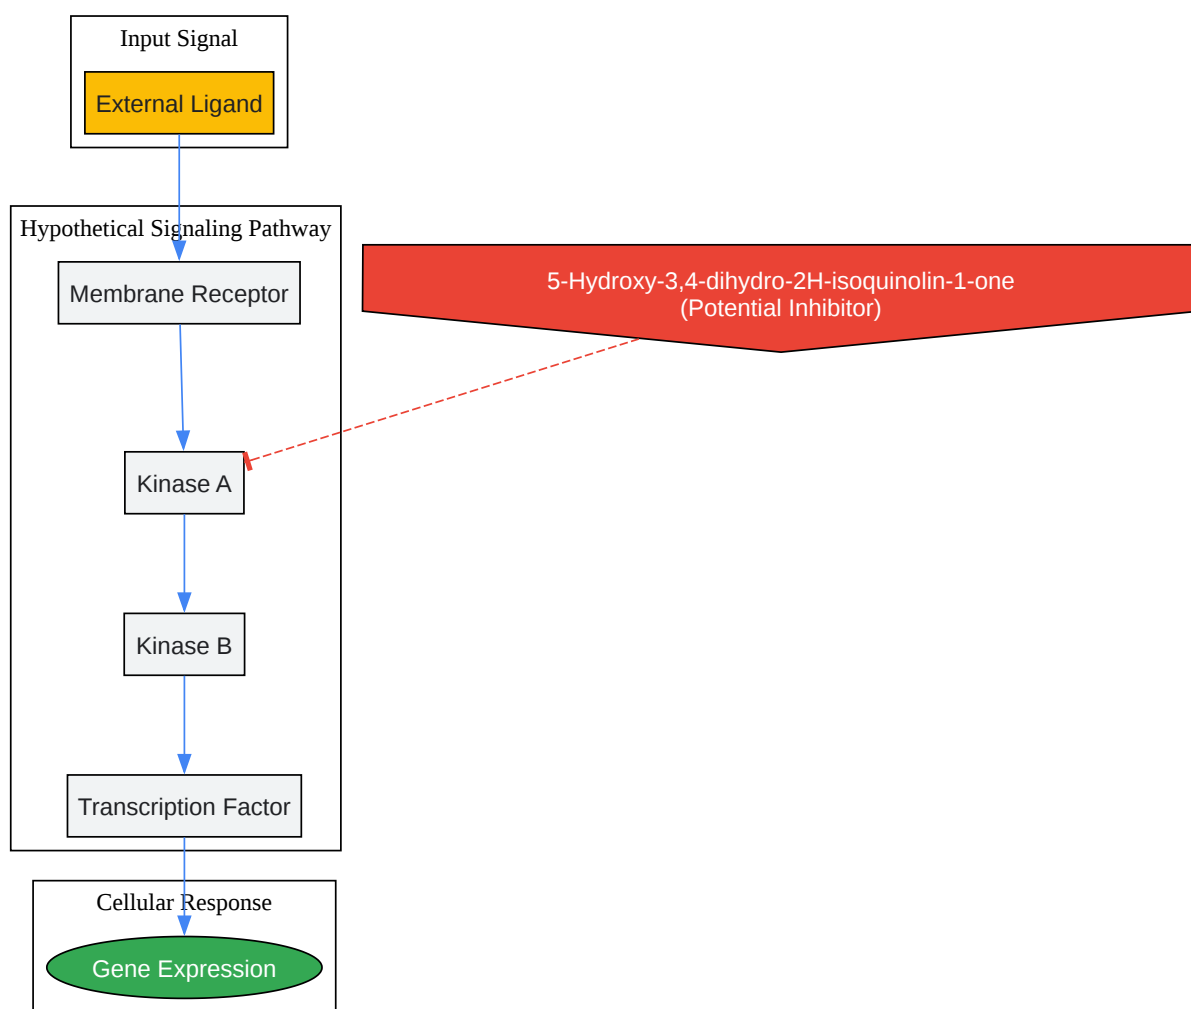 Input Signal
External Ligand
Hypothetical Signaling Pathway
Membrane Receptor
5-Hydroxy-3,4-dihydro-2H-isoquinolin-1-one
(Potential Inhibitor)
Kinase A
Kinase B
Transcription Factor
Cellular Response
Gene Expression